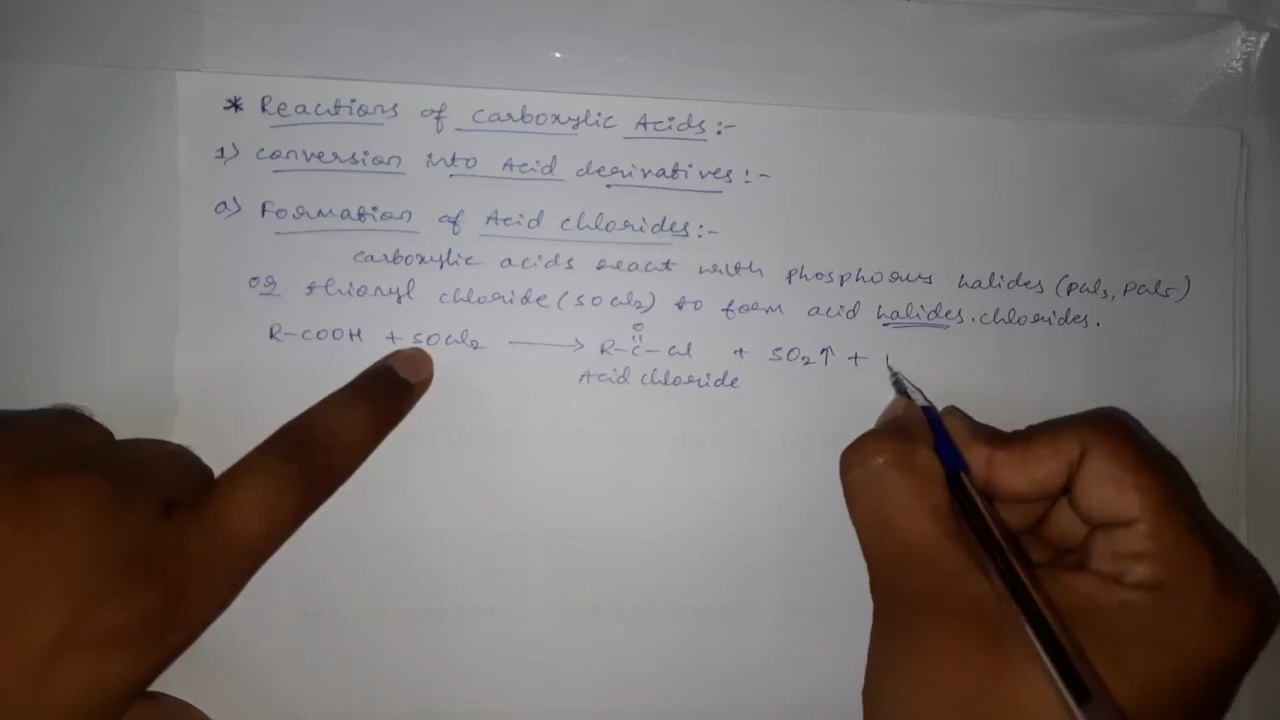 * Reactions of Carboxylic Acids:-
1) Conversion into Acid derivatives:-
a) Formation of Acid chlorides:-
Carboxylic acids react with phosphorus halides (PCl3, PCl5)
or thionyl chloride (SOCl2) to form acid halides. chlorides.
O
R-COOH + SOCl2 ⟶ R-C-Cl + SO2↑ +
Acid chloride